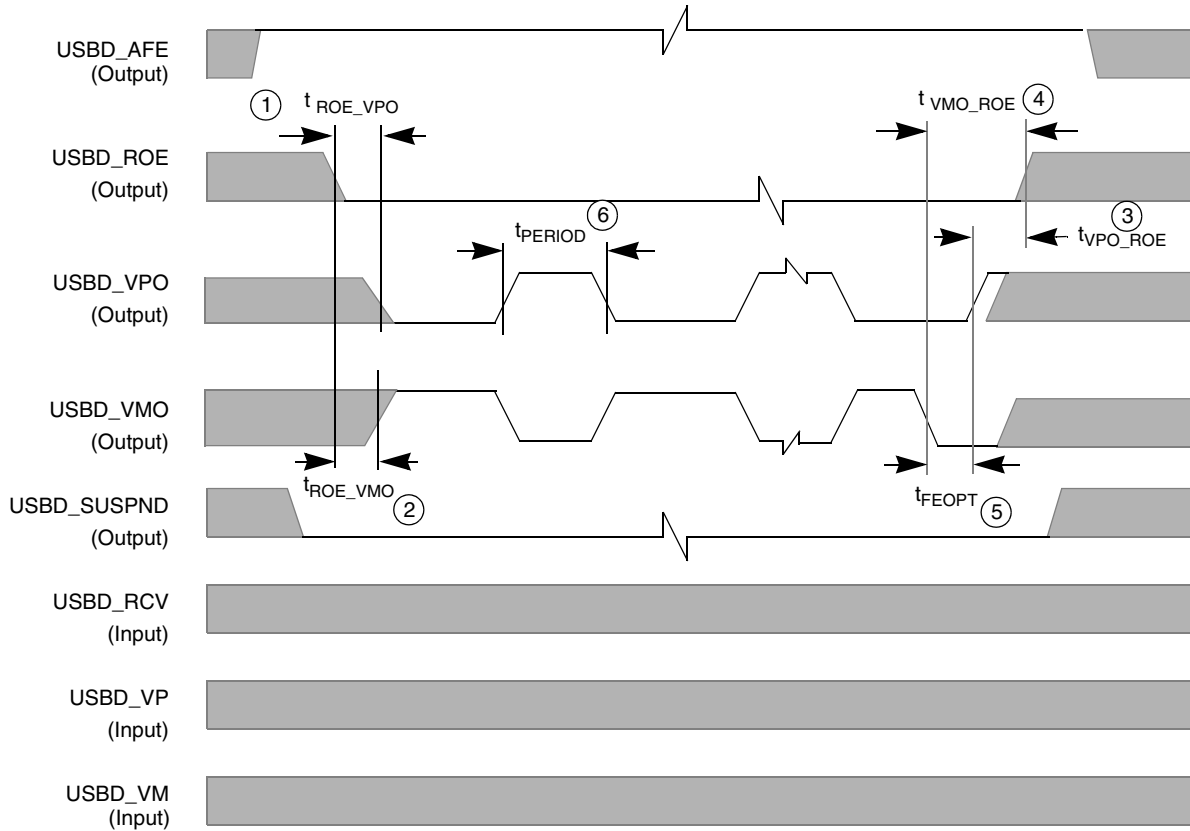 USBD_AFE
(Output)
1 t ROE_VPO
t VMO_ROE 4
USBD_ROE
(Output)
6
tPERIOD
3
tVPO_ROE
USBD_VPO
(Output)
USBD_VMO
(Output)
tROE_VMO 2
tFEOPT 5
USBD_SUSPND
(Output)
USBD_RCV
(Input)
USBD_VP
(Input)
USBD_VM
(Input)